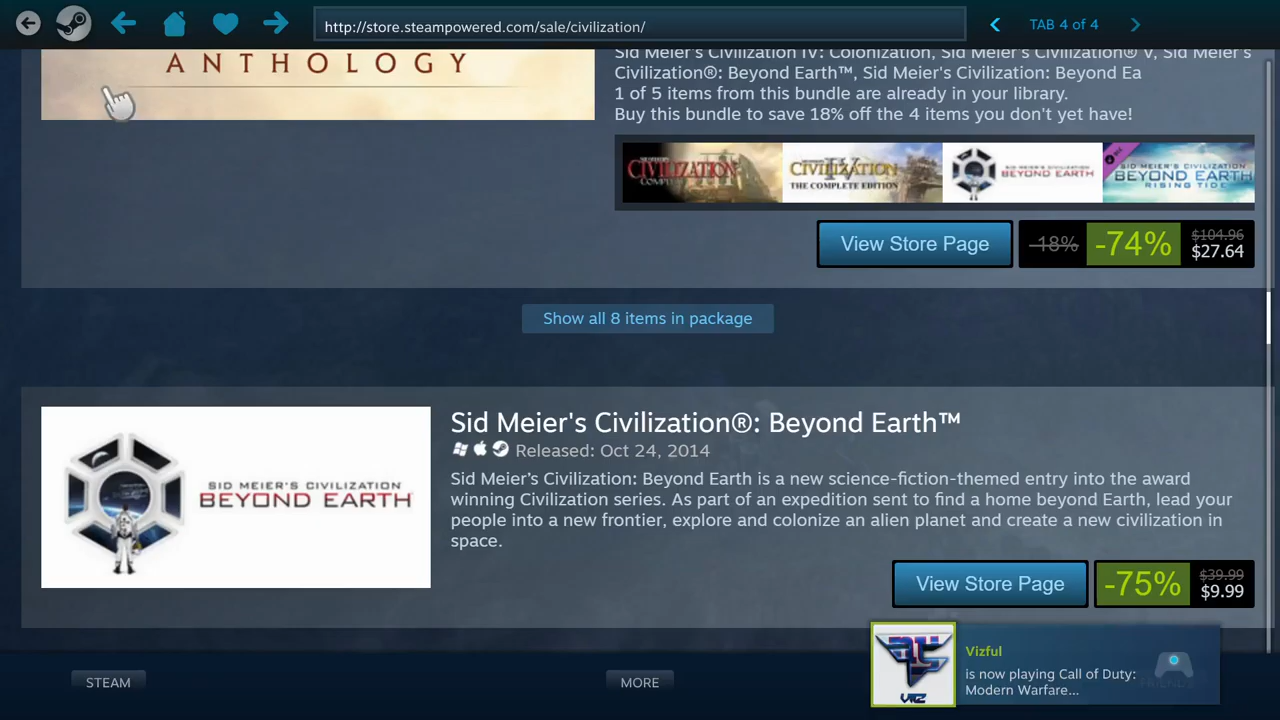 http://store.steampowered.com/sale/civilization/
TAB 4 of 4
ANTHOLOGY
Sid Meier's Civilization IV: Colonization, Sid Meier's Civilization® V, Sid Meier's
Civilization®: Beyond Earth™, Sid Meier's Civilization: Beyond Ea
1 of 5 items from this bundle are already in your library.
Buy this bundle to save 18% off the 4 items you don't yet have!
CIVILIZATION III
CIVILIZATION IV
THE COMPLETE EDITION
SID MEIER'S CIVILIZATION
BEYOND EARTH
SID MEIER'S CIVILIZATION
BEYOND EARTH
RISING TIDE
View Store Page
-18%
-74%
$104.96
$27.64
Show all 8 items in package
SID MEIER'S CIVILIZATION
BEYOND EARTH
Sid Meier's Civilization®: Beyond Earth™
Released: Oct 24, 2014
Sid Meier's Civilization: Beyond Earth is a new science-fiction-themed entry into the award
winning Civilization series. As part of an expedition sent to find a home beyond Earth, lead your
people into a new frontier, explore and colonize an alien planet and create a new civilization in
space.
View Store Page
-75%
$39.99
$9.99
VIZ
Vizful
is now playing Call of Duty:
Modern Warfare...
STEAM
MORE
FRIENDS